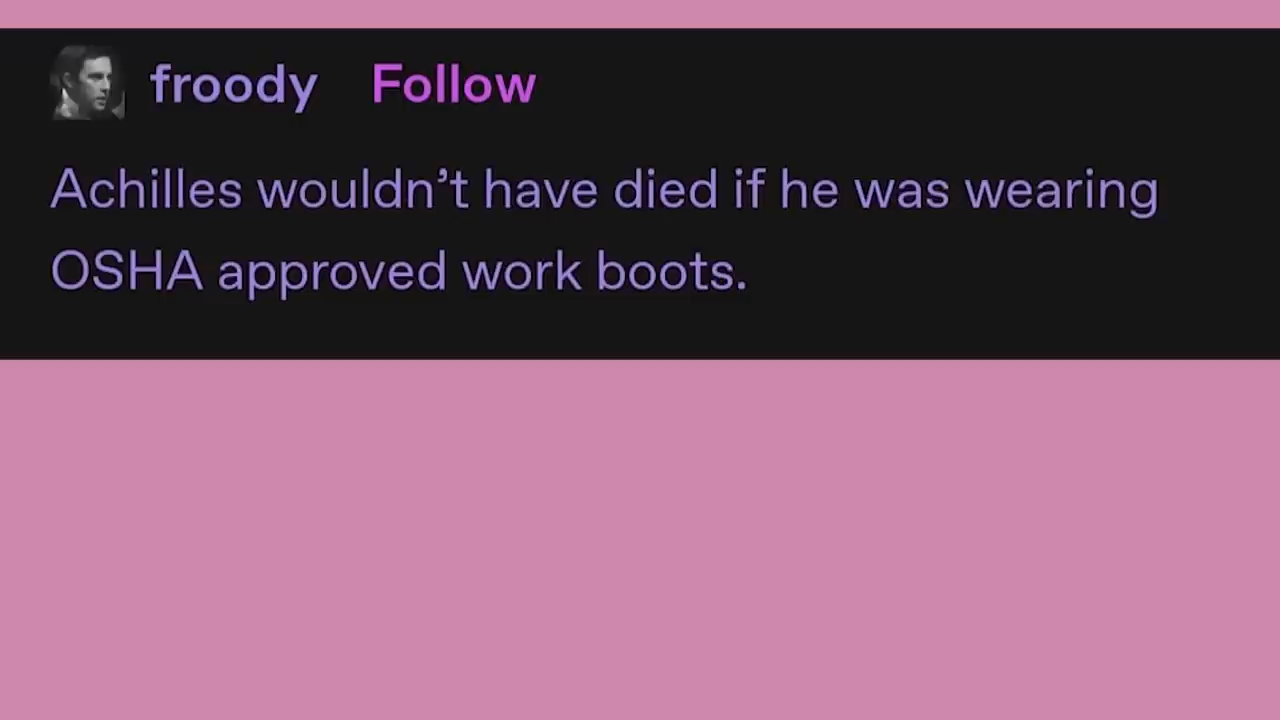 froody Follow
Achilles wouldn’t have died if he was wearing
OSHA approved work boots.